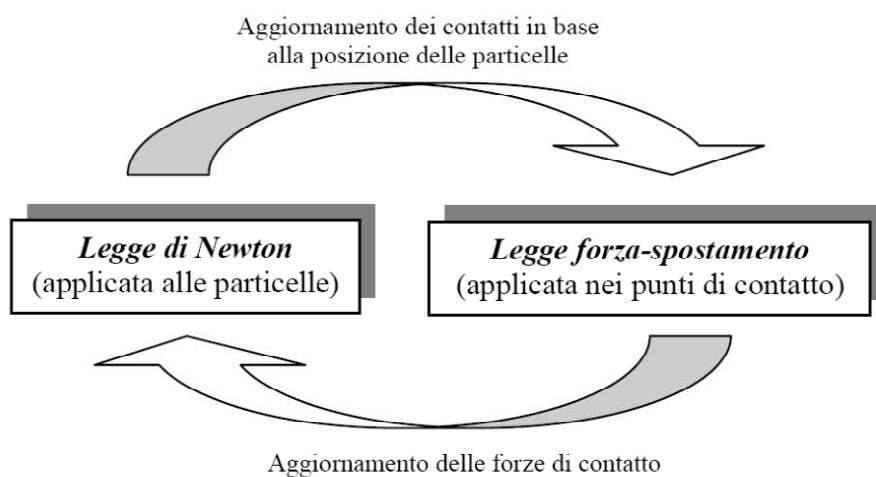 Aggiornamento dei contatti in base
alla posizione delle particelle
Legge di Newton
(applicata alle particelle)
Legge forza-spostamento
(applicata nei punti di contatto)
Aggiornamento delle forze di contatto